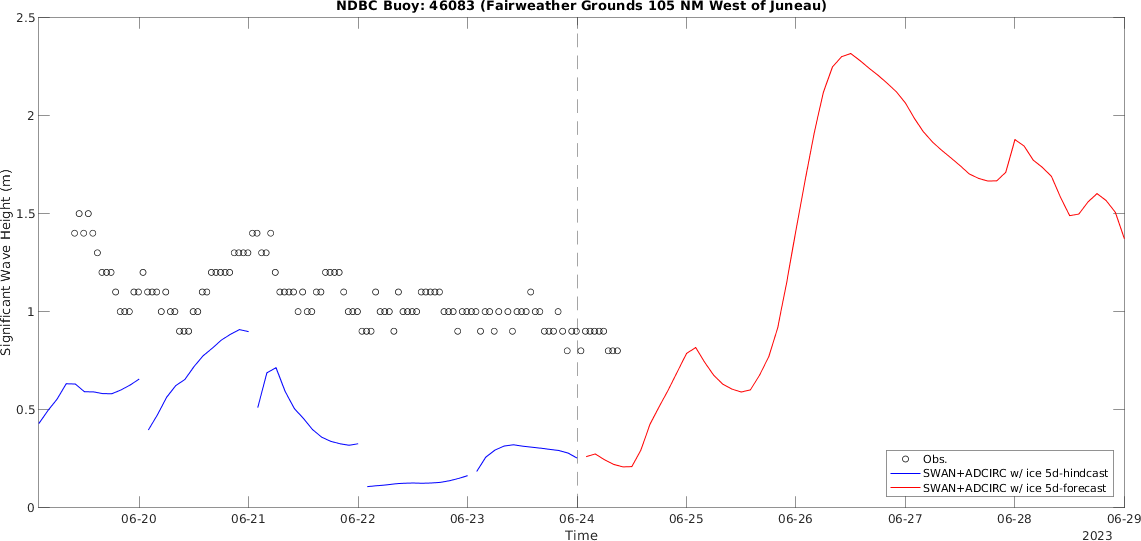 NDBC Buoy: 46083 (Fairweather Grounds 105 NM West of Juneau)
2.5
2
1.5
1
0.5
0
Significant Wave Height (m)
Obs.
SWAN+ADCIRC w/ ice 5d-hindcast
SWAN+ADCIRC w/ ice 5d-forecast
06-20 06-21 06-22 06-23 06-24 06-25 06-26 06-27 06-28 06-29
Time
2023